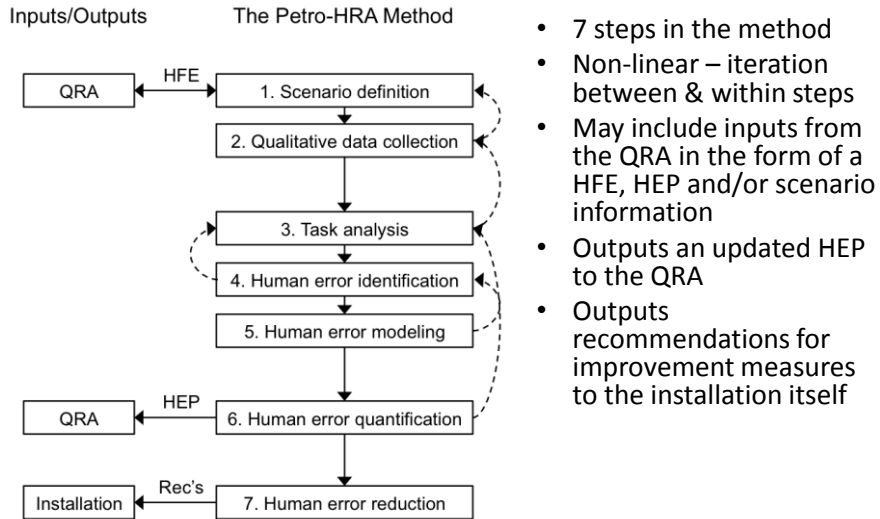 Inputs/Outputs
The Petro-HRA Method
QRA
HFE
1. Scenario definition
2. Qualitative data collection
3. Task analysis
4. Human error identification
5. Human error modeling
QRA
HEP
6. Human error quantification
Installation
Rec's
7. Human error reduction
• 7 steps in the method
• Non-linear – iteration
between & within steps
• May include inputs from
the QRA in the form of a
HFE, HEP and/or scenario
information
• Outputs an updated HEP
to the QRA
• Outputs
recommendations for
improvement measures
to the installation itself